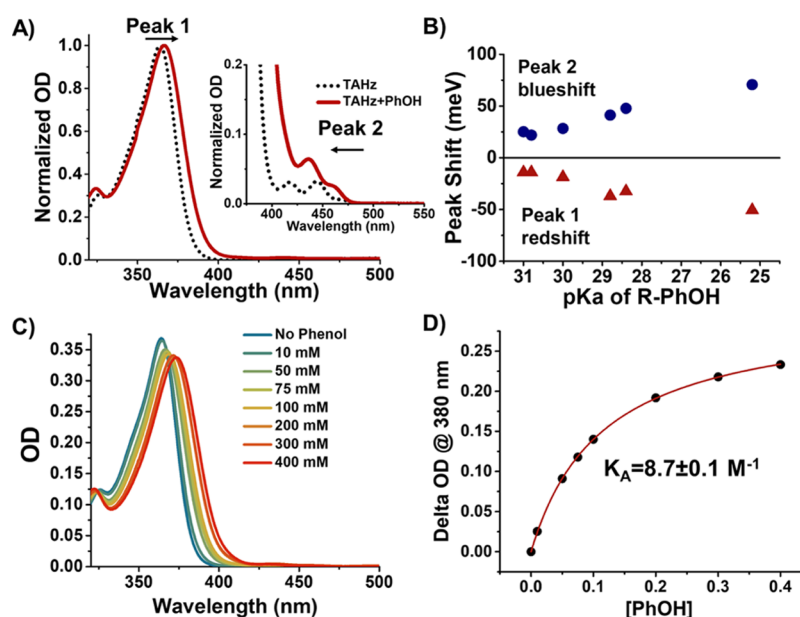 A)
Peak 1
Normalized OD
1.0
0.8
0.6
0.4
0.2
0.0
350
400
450
500
Wavelength (nm)
Normalized OD
0.2
0.1
0.0
TAHz
TAHz+PhOH
Peak 2
400
450
500
550
Wavelength (nm)
B)
Peak Shift (meV)
100
50
0
-50
-100
Peak 2
blueshift
Peak 1
redshift
31
30
29
28
27
26
25
pKa of R-PhOH
C)
OD
0.35
0.30
0.25
0.20
0.15
0.10
0.05
0.00
No Phenol
10 mM
50 mM
75 mM
100 mM
200 mM
300 mM
400 mM
350
400
450
500
Wavelength (nm)
D)
Delta OD @ 380 nm
0.25
0.20
0.15
0.10
0.05
0.00
K_A=8.7±0.1 M⁻¹
0.0
0.1
0.2
0.3
0.4
[PhOH]